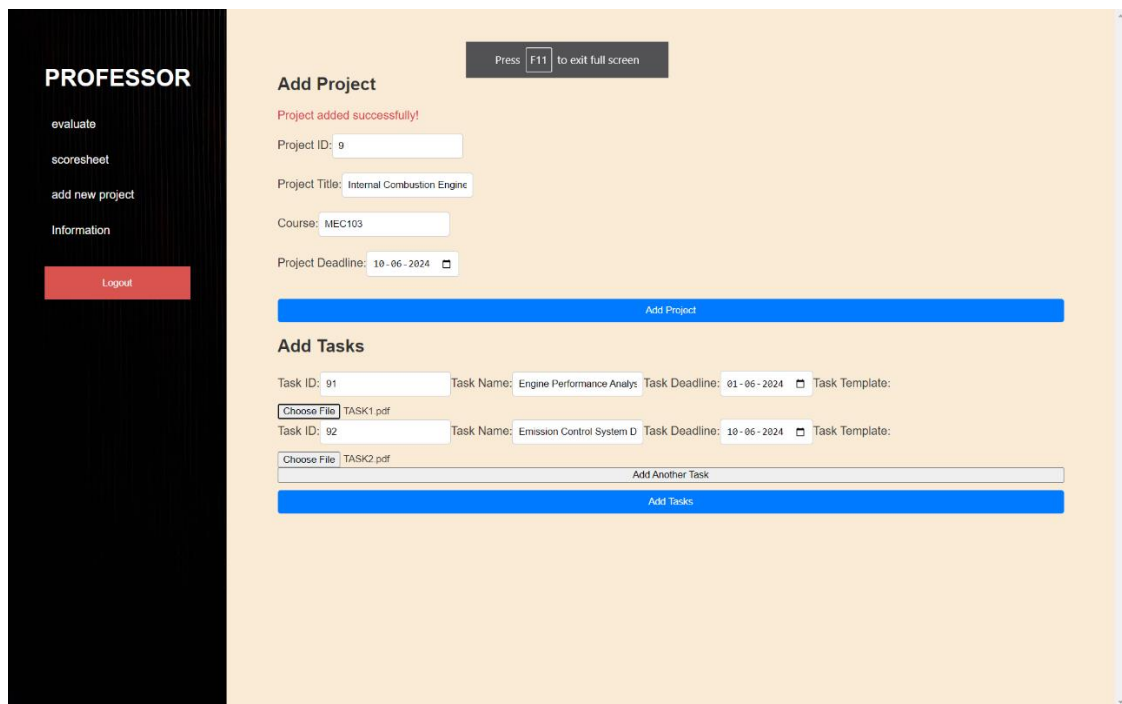 Press F11 to exit full screen
PROFESSOR
evaluate
scoresheet
add new project
Information
Logout
Add Project
Project added successfully!
Project ID: 9
Project Title: Internal Combustion Engine
Course: MEC103
Project Deadline: 10-06-2024
Add Project
Add Tasks
Task ID: 91 Task Name: Engine Performance Analys Task Deadline: 01-06-2024 Task Template:
Choose File TASK1.pdf
Task ID: 92 Task Name: Emission Control System D Task Deadline: 10-06-2024 Task Template:
Choose File TASK2.pdf
Add Another Task
Add Tasks